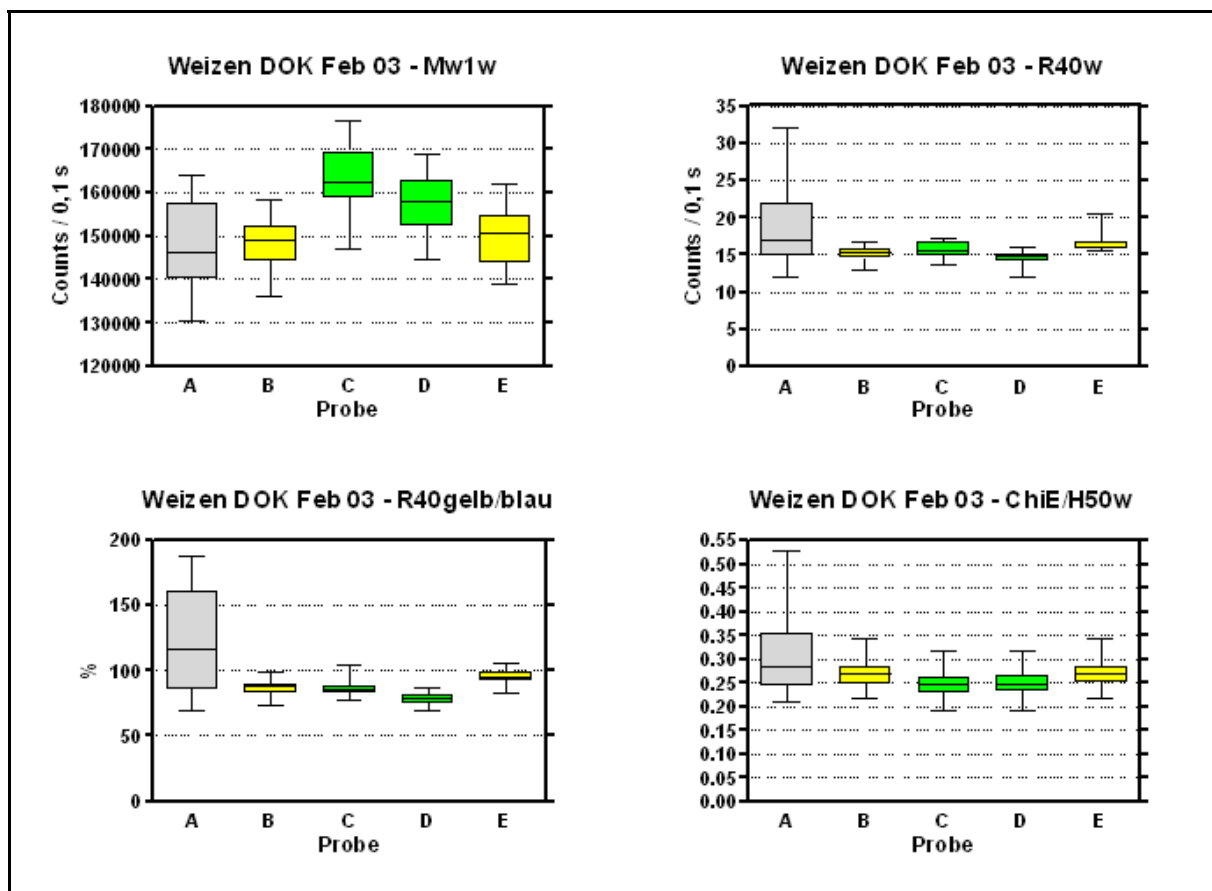 Weizen DOK Feb 03 - Mw1w
Counts / 0,1 s
180000
170000
160000
150000
140000
130000
120000
A B C D E
Probe
Weizen DOK Feb 03 - R40w
Counts / 0,1 s
35
30
25
20
15
10
5
0
A B C D E
Probe
Weizen DOK Feb 03 - R40gelb/blau
%
200
150
100
50
0
A B C D E
Probe
Weizen DOK Feb 03 - ChiE/H50w
0.55
0.50
0.45
0.40
0.35
0.30
0.25
0.20
0.15
0.10
0.05
0.00
A B C D E
Probe